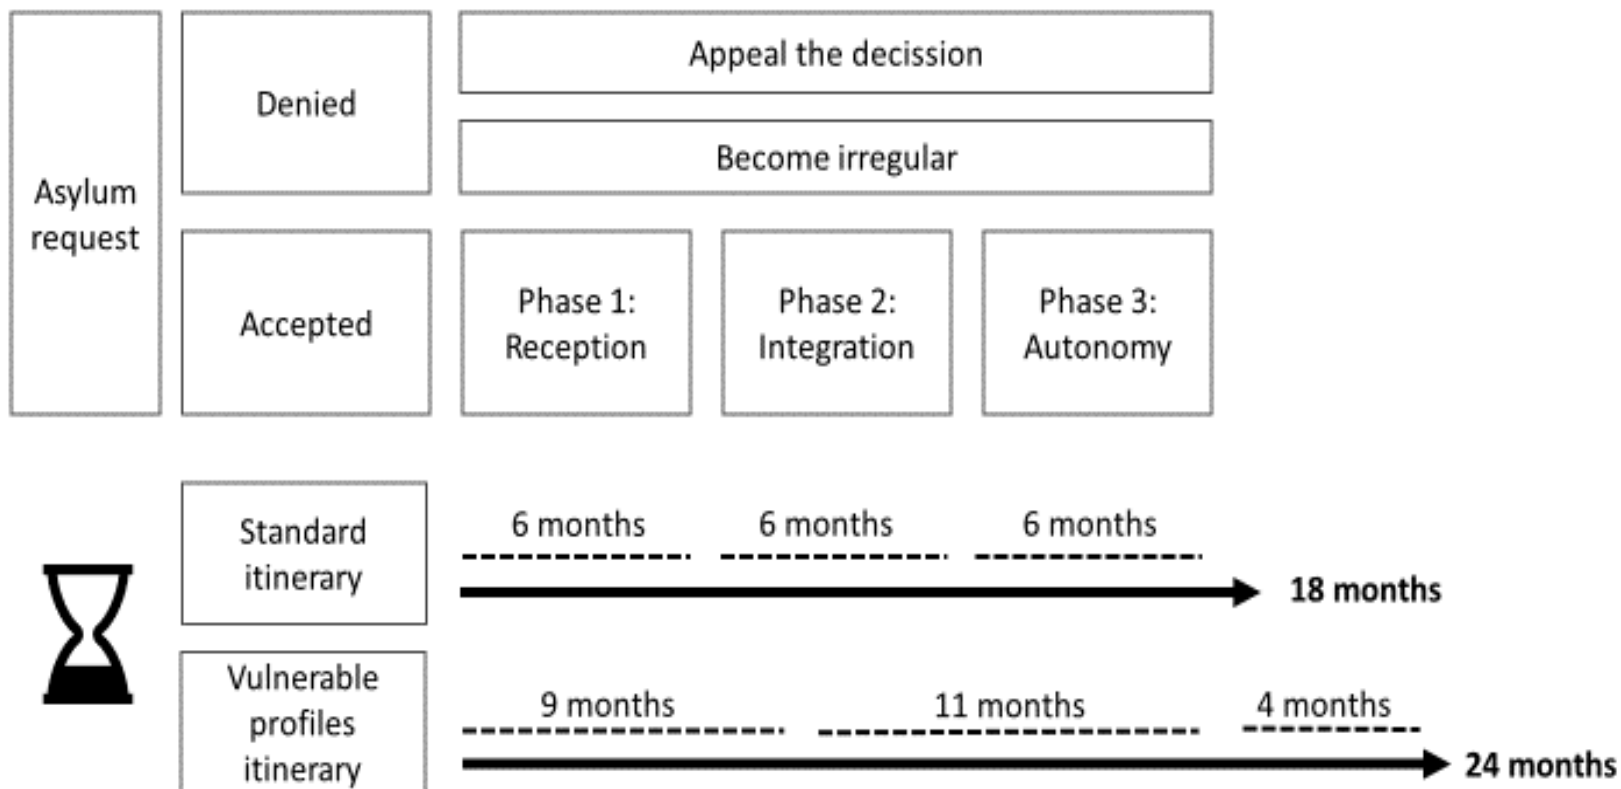 Asylum
request
Denied
Appeal the decission
Become irregular
Accepted
Phase 1:
Reception
Phase 2:
Integration
Phase 3:
Autonomy
Standard
itinerary
6 months
6 months
6 months
18 months
Vulnerable
profiles
itinerary
9 months
11 months
4 months
24 months